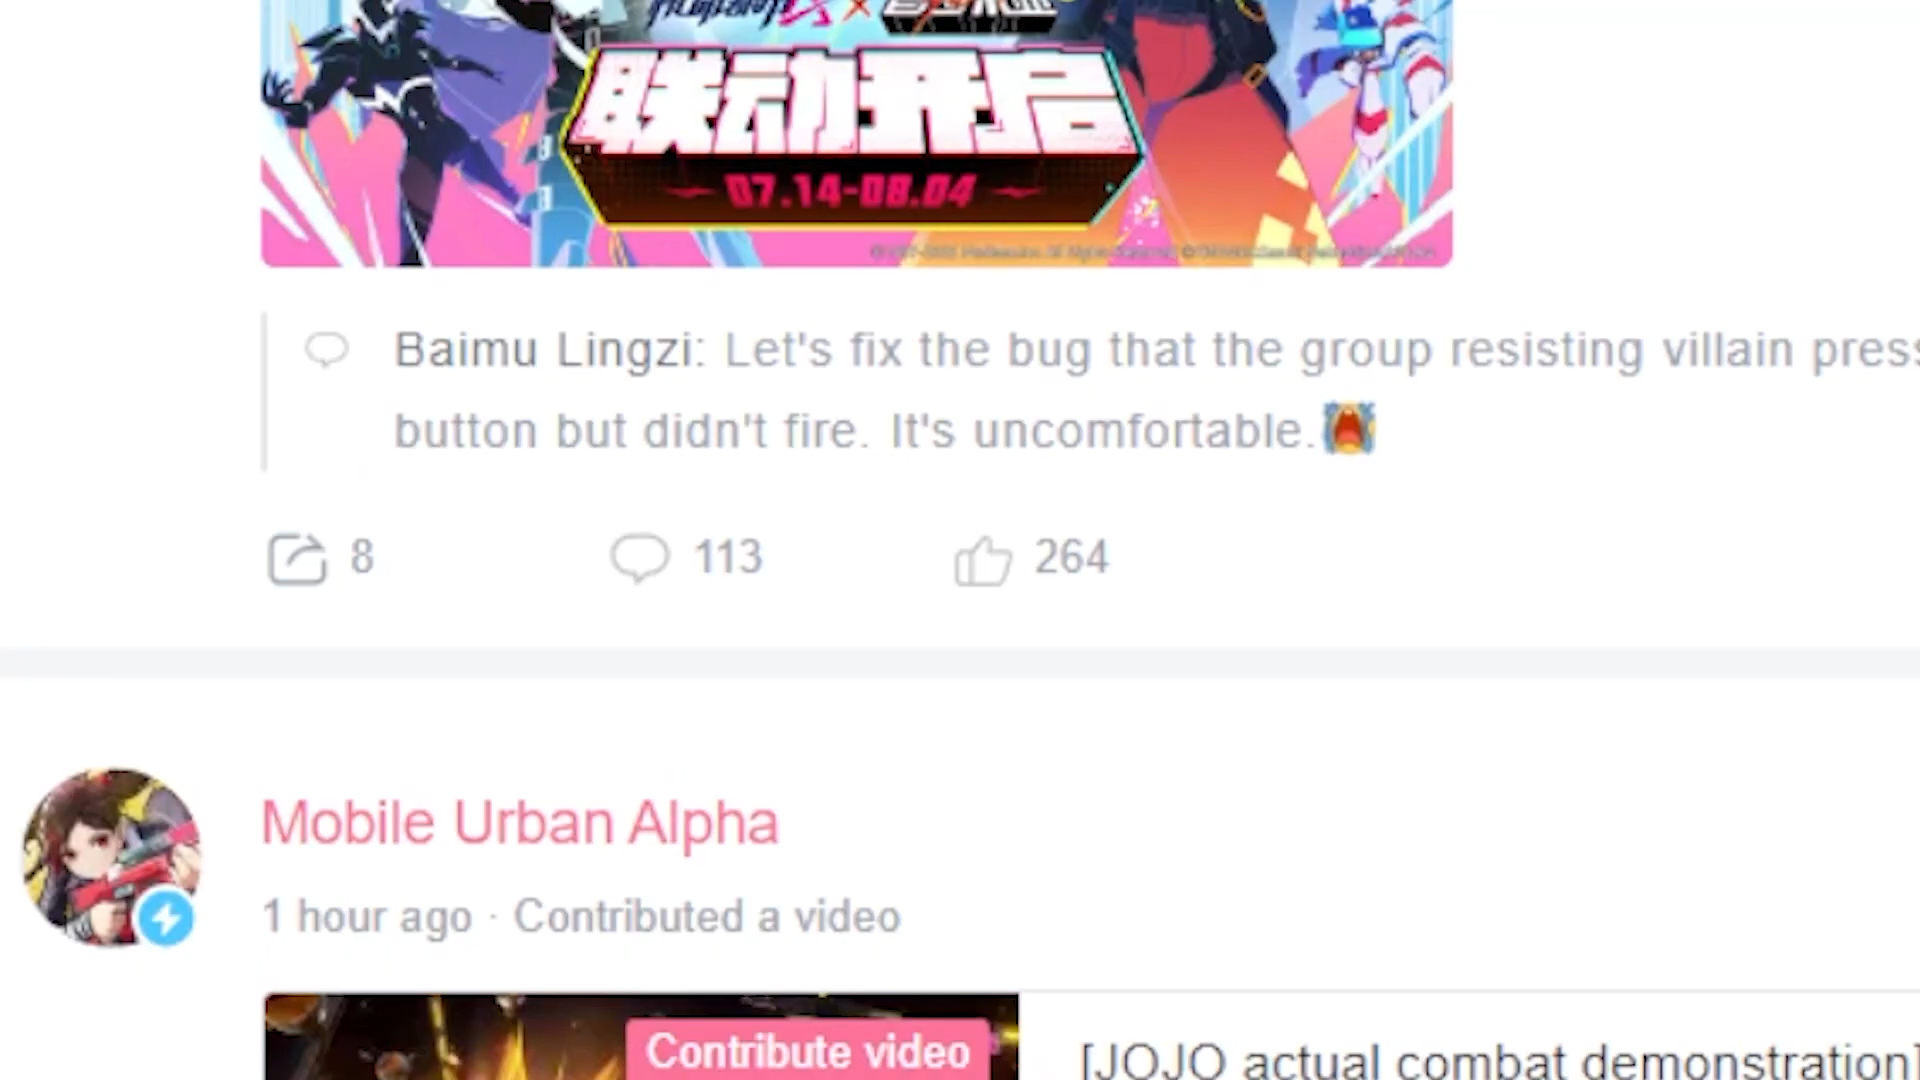 联动开启
07.14-08.04
Baimu Lingzi: Let's fix the bug that the group resisting villain press
button but didn't fire. It's uncomfortable.
8 113 264
Mobile Urban Alpha
1 hour ago · Contributed a video
Contribute video
[JOJO actual combat demonstration]